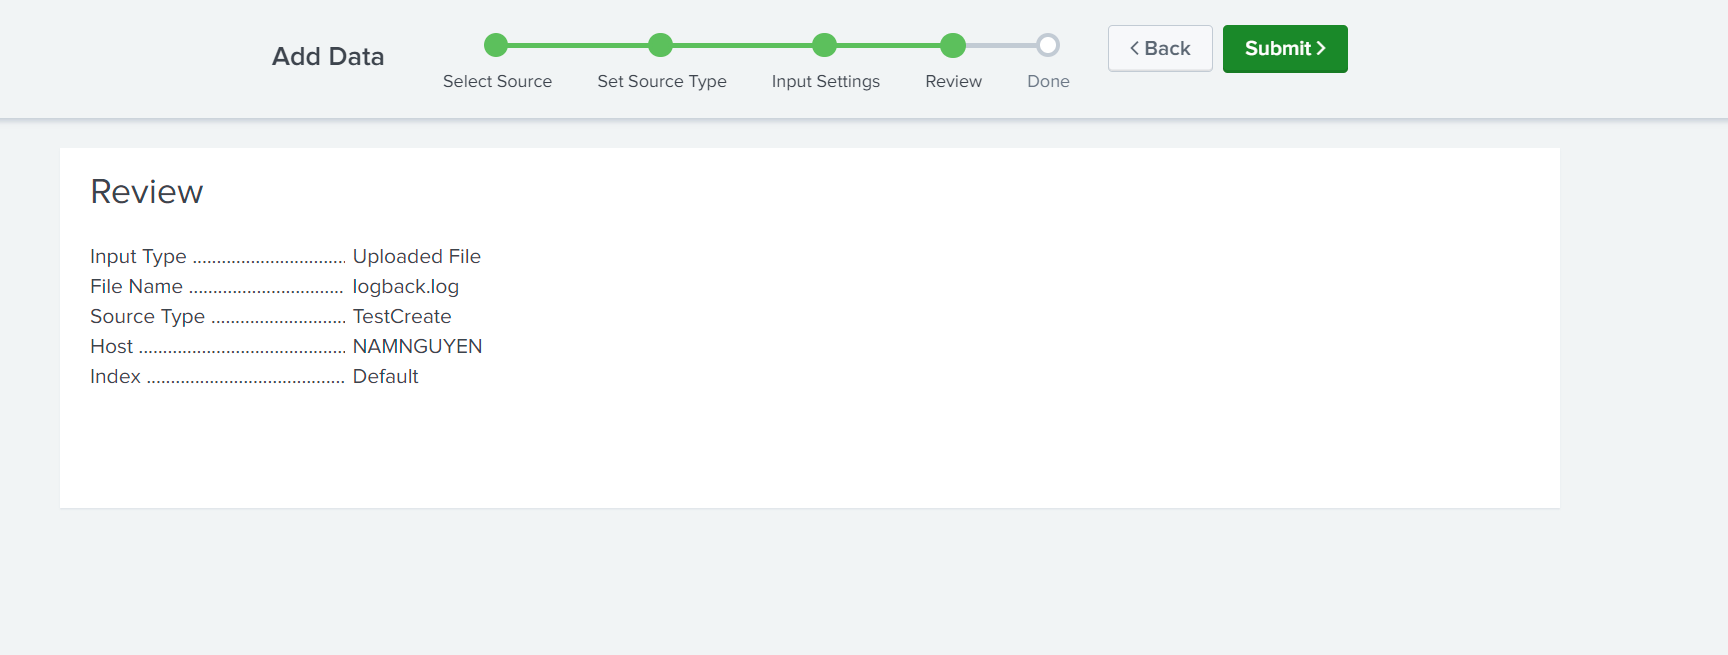 Add Data
Select Source
Set Source Type
Input Settings
Review
Done
Back
Submit
Review
Input Type ................................ Uploaded File
File Name ................................ logback.log
Source Type ............................ TestCreate
Host ........................................... NAMNGUYEN
Index ......................................... Default